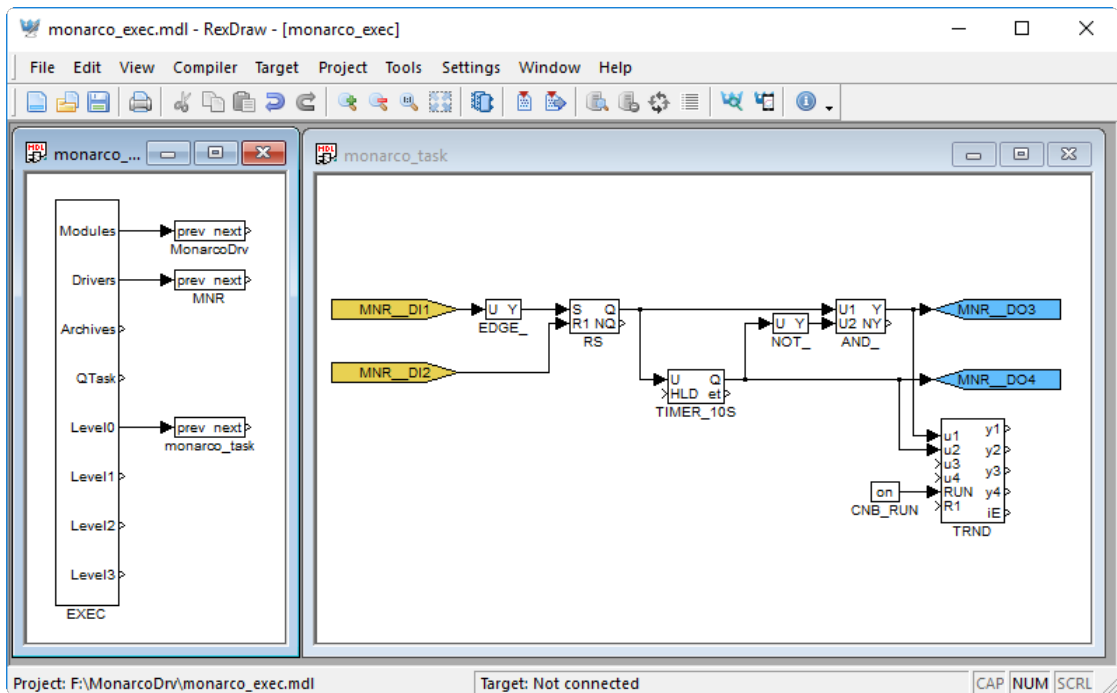 monarco_exec.mdl - RexDraw - [monarco_exec]
File Edit View Compiler Target Project Tools Settings Window Help
monarco_...
Modules
prev next
MonarcoDrv
Drivers
prev next
MNR
Archives
QTask
Level0
prev next
monarco_task
Level1
Level2
Level3
EXEC
monarco_task
MNR__DI1
U Y
EDGE_
S Q
R1 NQ
RS
MNR__DI2
U Q
HLD et
TIMER_10S
U Y
NOT_
U1 Y
U2 NY
AND_
MNR__DO3
MNR__DO4
on
CNB_RUN
u1 y1
u2 y2
u3 y3
u4
RUN y4
R1 iE
TRND
Project: F:\MonarcoDrv\monarco_exec.mdl
Target: Not connected
CAP NUM SCRL